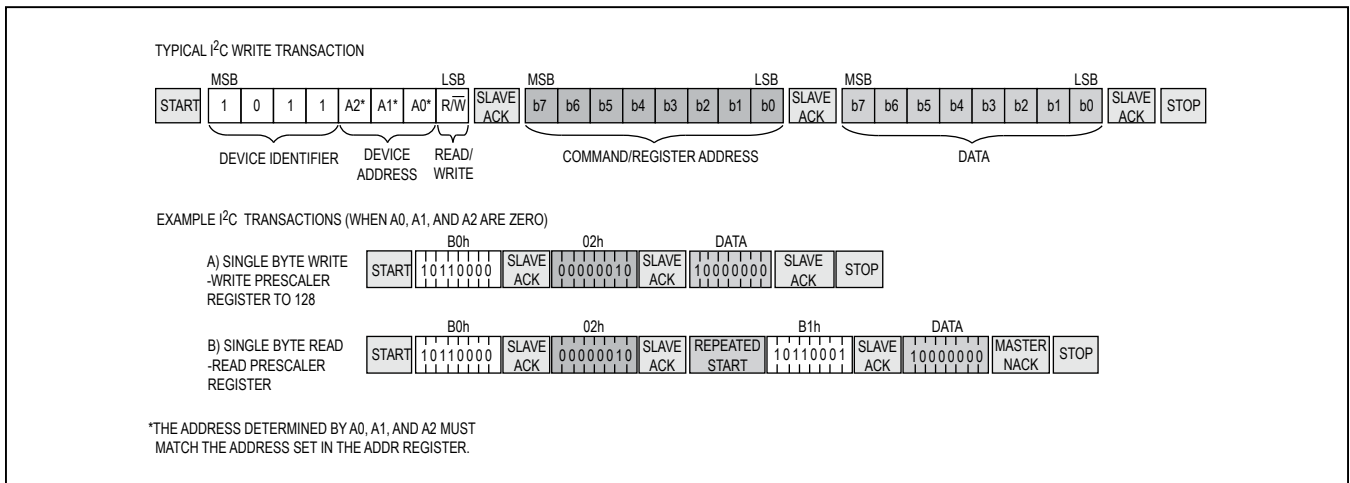 TYPICAL I2C WRITE TRANSACTION
MSB LSB MSB LSB MSB LSB
START 1 0 1 1 A2* A1* A0* R/W̅ SLAVE ACK b7 b6 b5 b4 b3 b2 b1 b0 SLAVE ACK b7 b6 b5 b4 b3 b2 b1 b0 SLAVE ACK STOP
DEVICE IDENTIFIER DEVICE ADDRESS READ/WRITE COMMAND/REGISTER ADDRESS DATA
EXAMPLE I2C TRANSACTIONS (WHEN A0, A1, AND A2 ARE ZERO)
B0h 02h DATA
A) SINGLE BYTE WRITE
-WRITE PRESCALER
REGISTER TO 128
START 10110000 SLAVE ACK 00000010 SLAVE ACK 10000000 SLAVE ACK STOP
B0h 02h B1h DATA
B) SINGLE BYTE READ
-READ PRESCALER
REGISTER
START 10110000 SLAVE ACK 00000010 SLAVE ACK REPEATED START 10110001 SLAVE ACK 10000000 MASTER NACK STOP
*THE ADDRESS DETERMINED BY A0, A1, AND A2 MUST
MATCH THE ADDRESS SET IN THE ADDR REGISTER.